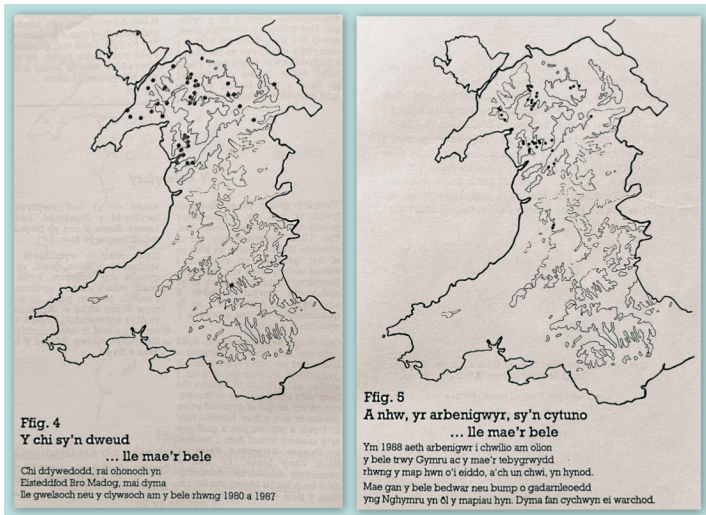 Ffig. 4
Y chi sy'n dweud
... lle mae'r bele
Chi ddywedodd, rai ohonoch yn
Eisteddfod Bro Madog, mai dyma
lle gwelsoch neu y clywsoch am y bele rhwng 1980 a 1987
Ffig. 5
A nhw, yr arbenigwyr, sy'n cytuno
... lle mae'r bele
Ym 1988 aeth arbenigwr i chwilio am olion
y bele trwy Gymru ac y mae'r tebygrwydd
rhwng y map hwn o'i eiddo, a'ch un chwi, yn hynod.
Mae gan y bele bedwar neu bump o gadarnleoedd
yng Nghymru yn ôl y mapiau hyn. Dyma fan cychwyn ei warchod.